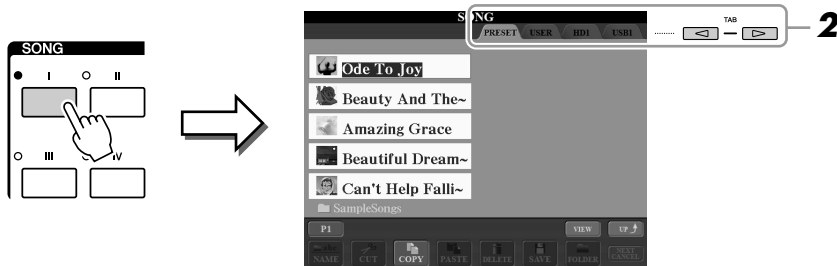 SONG
I II
III IV
SONG
PRESET USER HD1 USB1
TAB
2
Ode To Joy
Beauty And The~
Amazing Grace
Beautiful Dream~
Can't Help Falli~
SampleSongs
P1 VIEW UP
NAME CUT COPY PASTE DELETE SAVE FOLDER NEXT
CANCEL